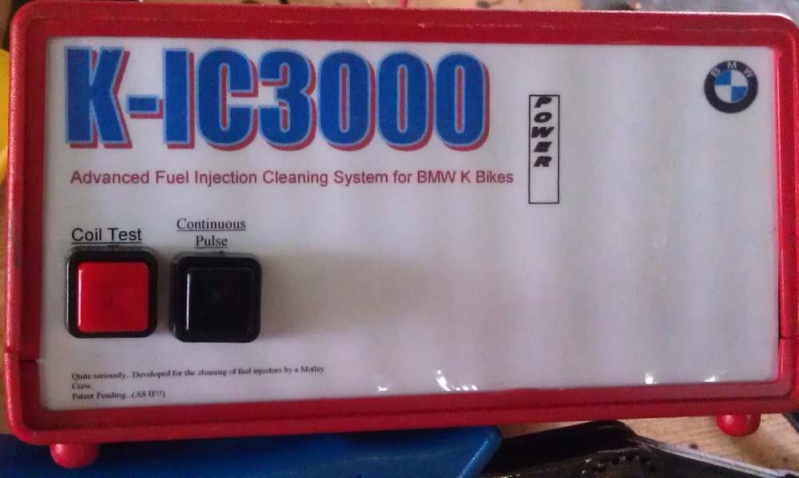 K-IC3000
BMW
POWER
Advanced Fuel Injection Cleaning System for BMW K Bikes
Coil Test
Continuous
Pulse
Quite seriously... Developed for the cleaning of fuel injectors by a Motley
Crew.
Patent Pending...(AS IF!!)